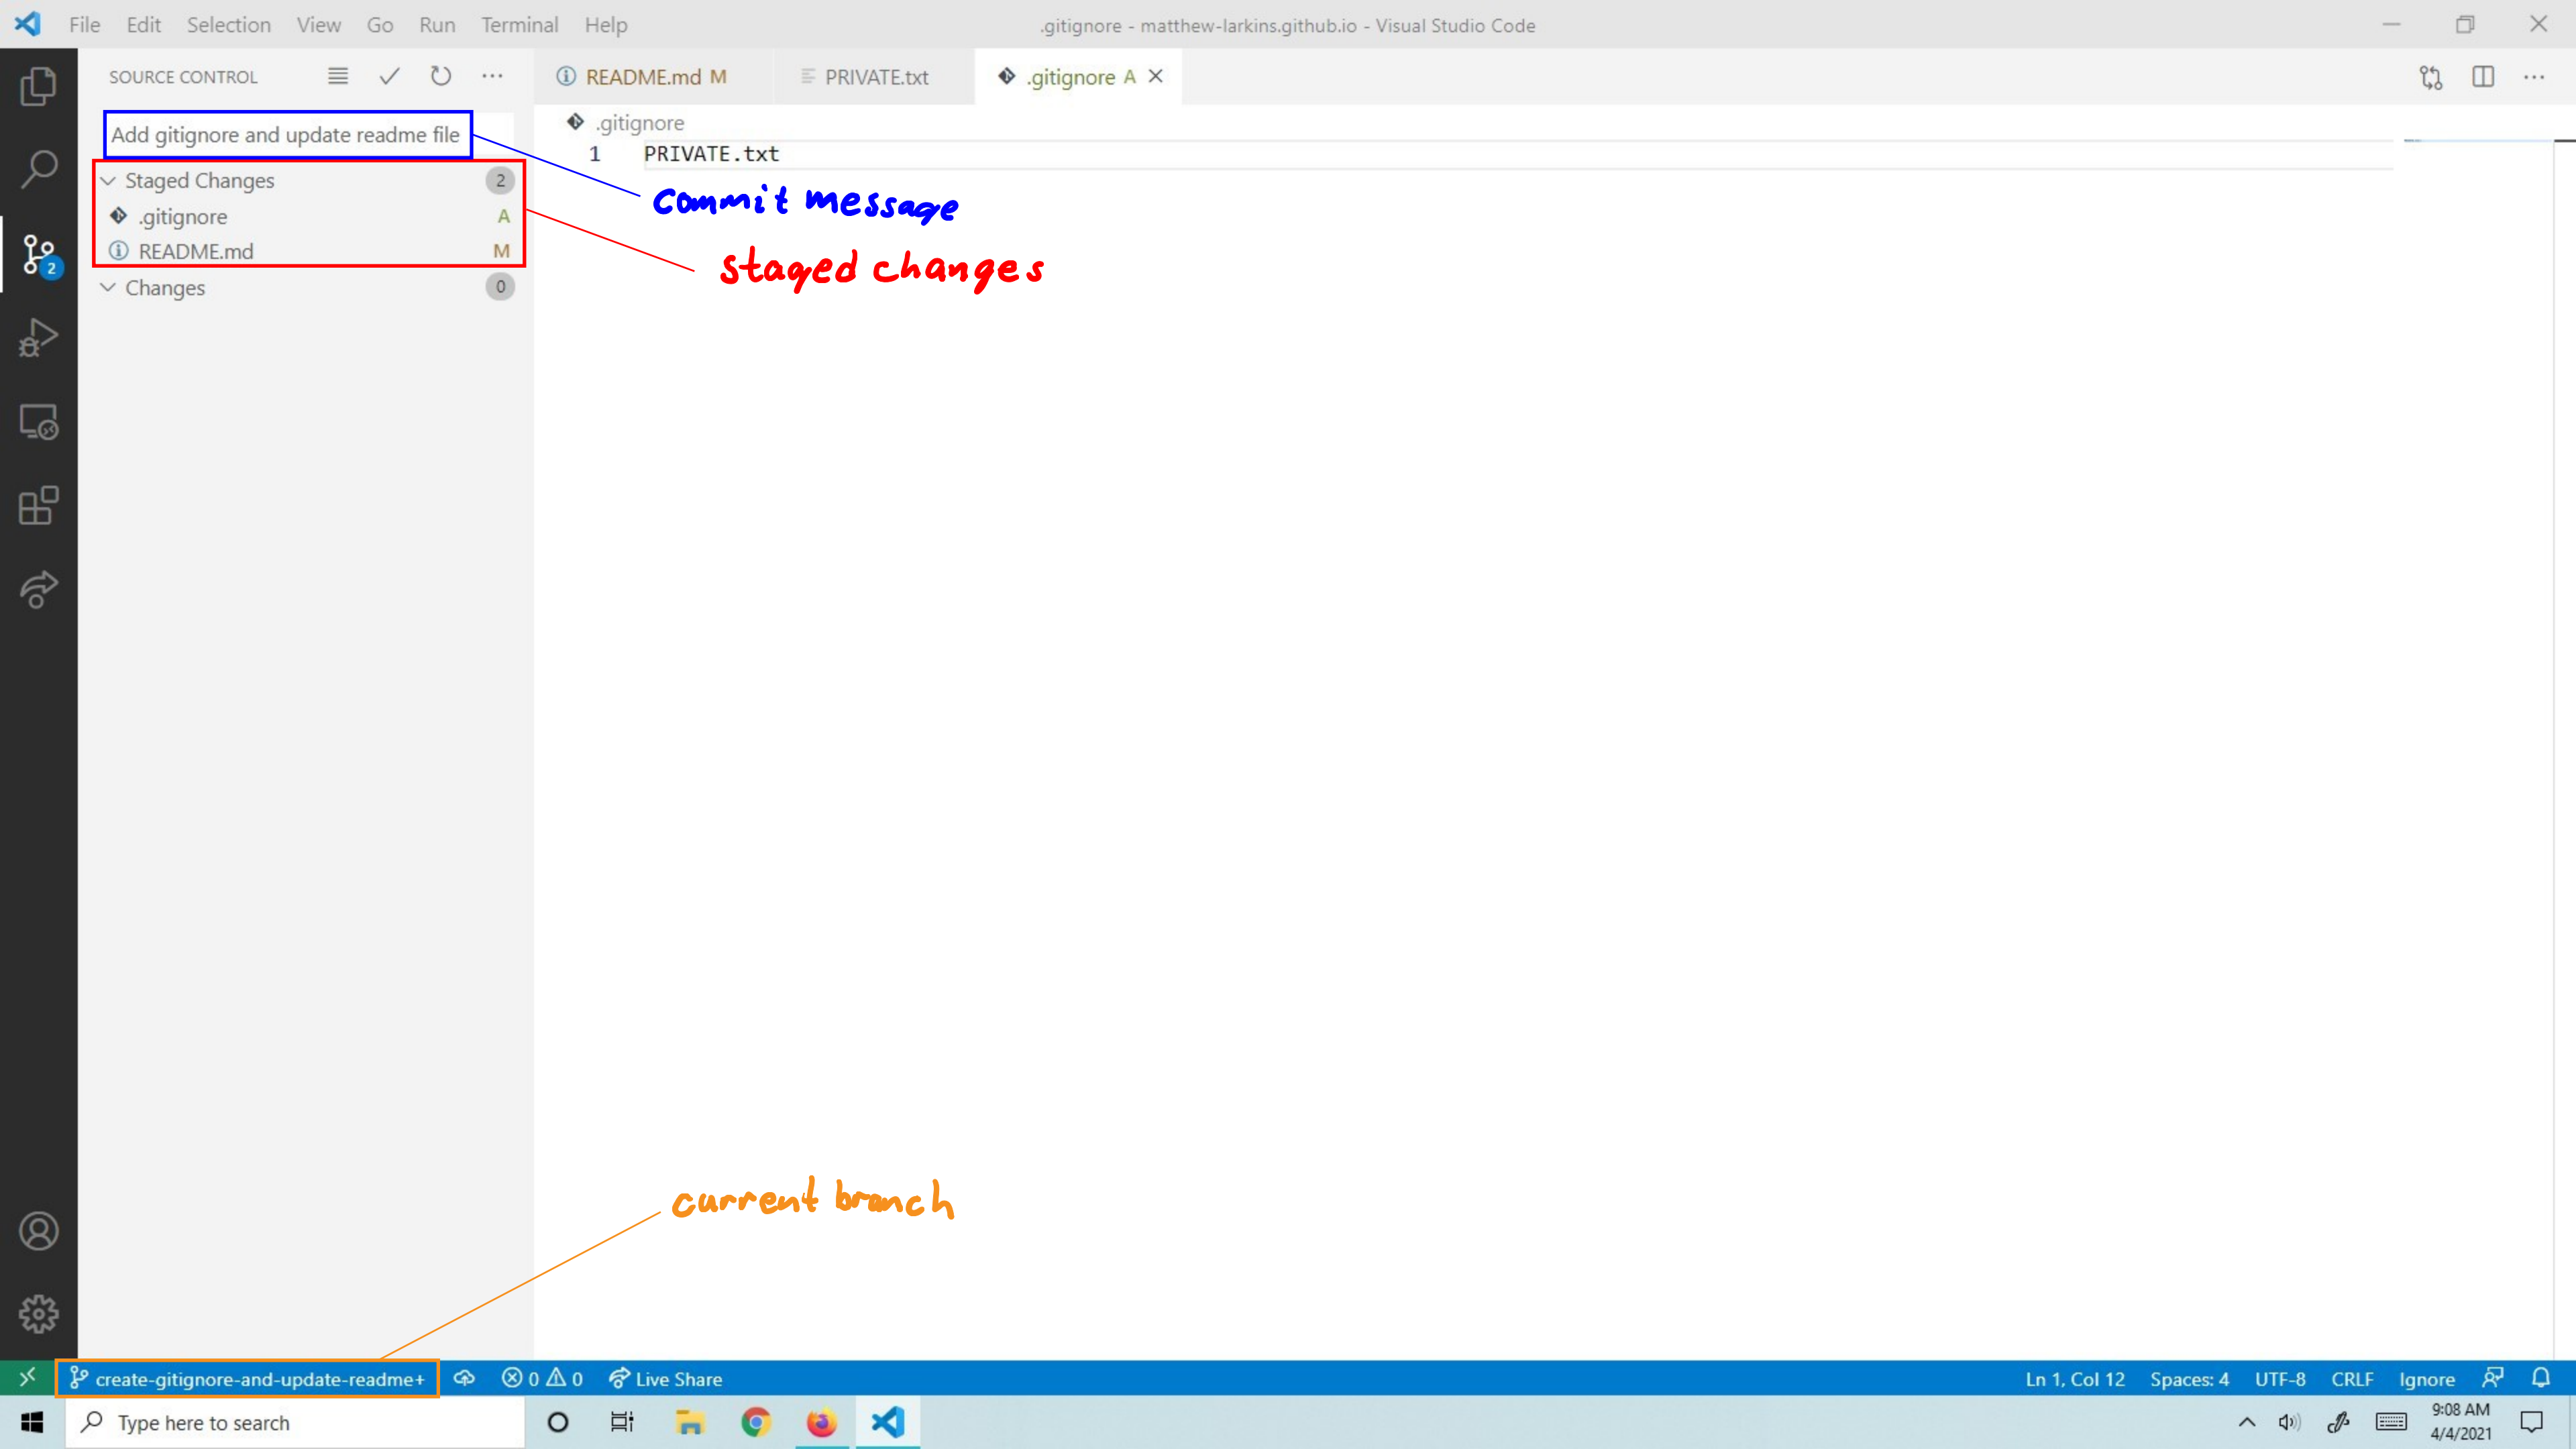 File Edit Selection View Go Run Terminal Help
.gitignore - matthew-larkins.github.io - Visual Studio Code
SOURCE CONTROL
README.md M
PRIVATE.txt
.gitignore A
Add gitignore and update readme file
.gitignore
1 PRIVATE.txt
Staged Changes 2
commit message
.gitignore A
README.md M
staged changes
2
Changes 0
current branch
create-gitignore-and-update-readme+ 0 0 Live Share
Ln 1, Col 12 Spaces: 4 UTF-8 CRLF Ignore
Type here to search
9:08 AM
4/4/2021